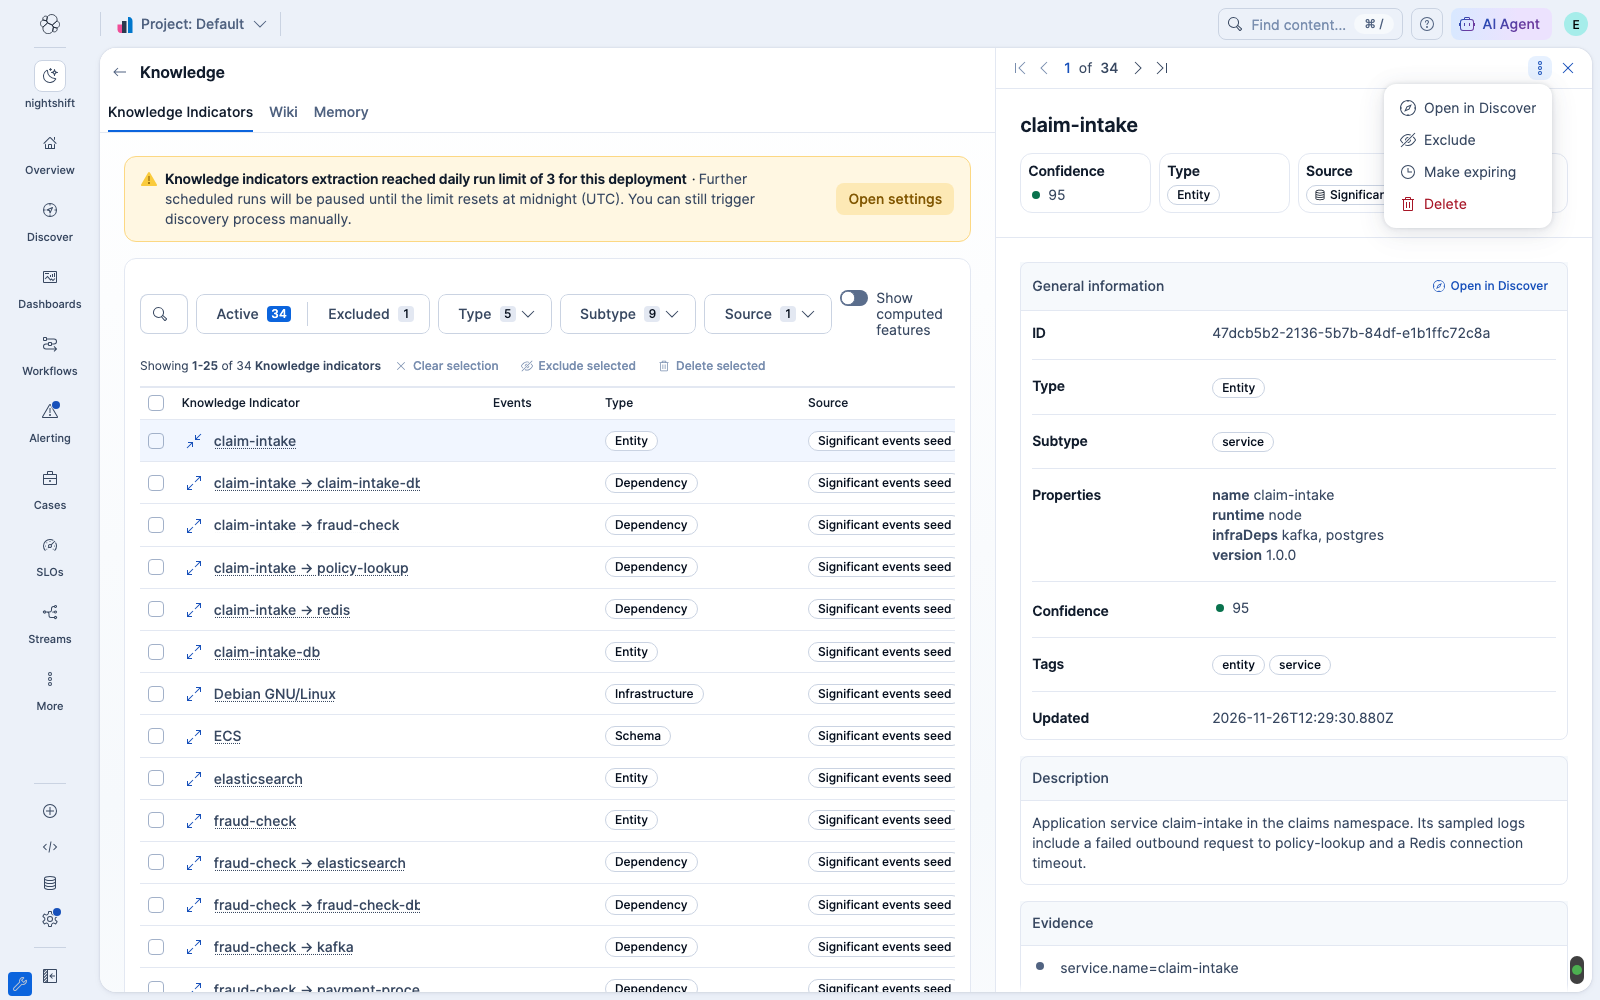 Project: Default
Find content...
⌘ /
AI Agent
E
nightshift
Overview
Discover
Dashboards
Workflows
Alerting
Cases
SLOs
Streams
More
Knowledge
Knowledge Indicators
Wiki
Memory
Knowledge indicators extraction reached daily run limit of 3 for this deployment · Further
scheduled runs will be paused until the limit resets at midnight (UTC). You can still trigger
discovery process manually.
Open settings
Active 34
Excluded 1
Type 5
Subtype 9
Source 1
Show
computed
features
Showing 1-25 of 34 Knowledge indicators
Clear selection
Exclude selected
Delete selected
Knowledge Indicator Events Type Source
claim-intake Entity Significant events seed
claim-intake → claim-intake-db Dependency Significant events seed
claim-intake → fraud-check Dependency Significant events seed
claim-intake → policy-lookup Dependency Significant events seed
claim-intake → redis Dependency Significant events seed
claim-intake-db Entity Significant events seed
Debian GNU/Linux Infrastructure Significant events seed
ECS Schema Significant events seed
elasticsearch Entity Significant events seed
fraud-check Entity Significant events seed
fraud-check → elasticsearch Dependency Significant events seed
fraud-check → fraud-check-db Dependency Significant events seed
fraud-check → kafka Dependency Significant events seed
fraud-check → payment-proce Dependency Significant events seed
1 of 34
Open in Discover
Exclude
Make expiring
Delete
claim-intake
Confidence
95
Type
Entity
Source
Significan
General information
Open in Discover
ID 47dcb5b2-2136-5b7b-84df-e1b1ffc72c8a
Type Entity
Subtype service
Properties name claim-intake
runtime node
infraDeps kafka, postgres
version 1.0.0
Confidence 95
Tags entity service
Updated 2026-11-26T12:29:30.880Z
Description
Application service claim-intake in the claims namespace. Its sampled logs
include a failed outbound request to policy-lookup and a Redis connection
timeout.
Evidence
service.name=claim-intake